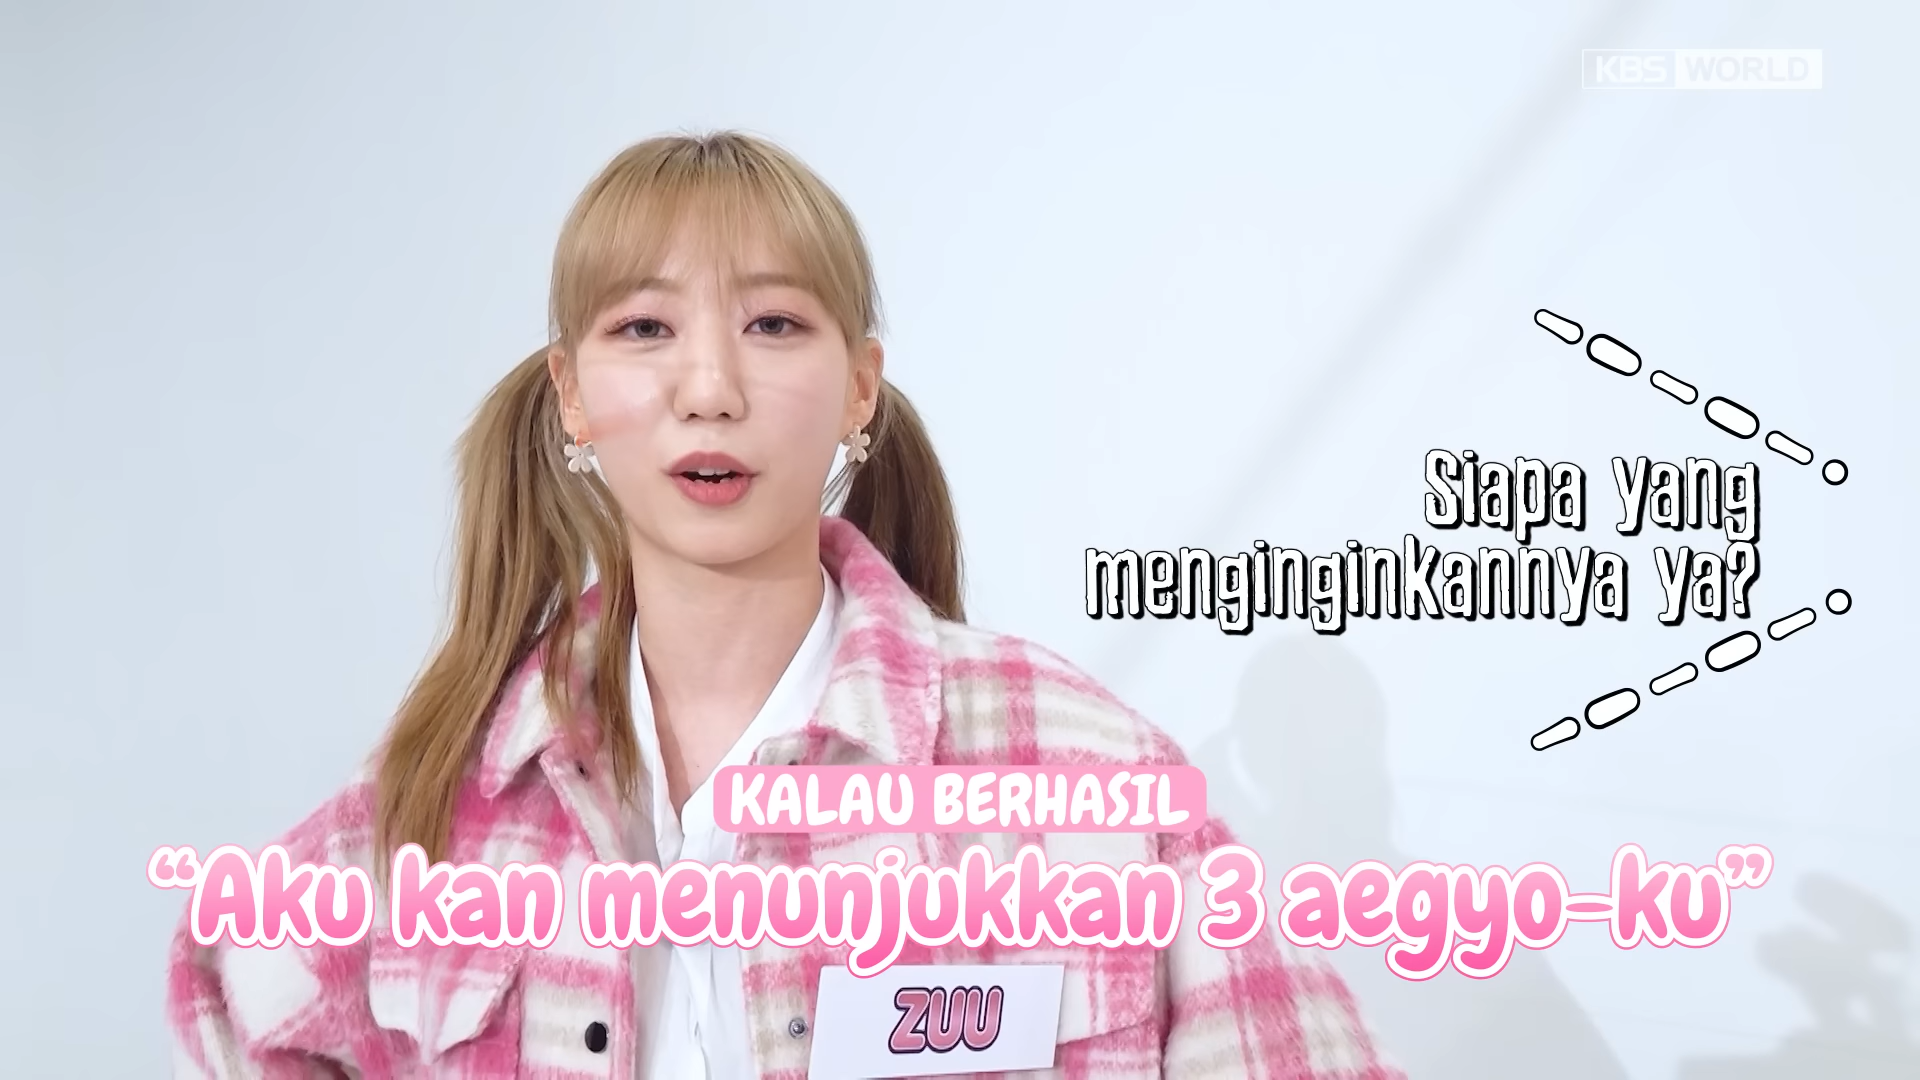 KBS WORLD
Siapa yang
menginginkannya ya?
KALAU BERHASIL
“Aku kan menunjukkan 3 aegyo-ku”
ZUU